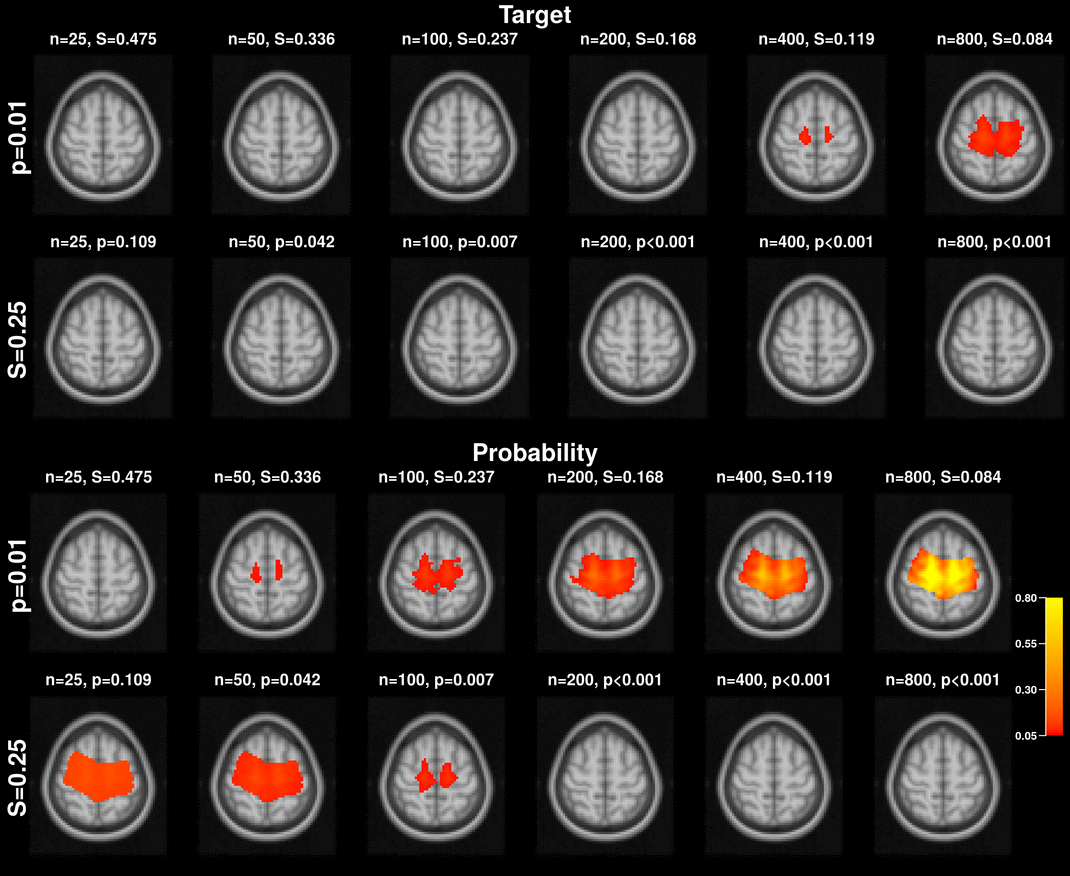 Target
n=25, S=0.475 n=50, S=0.336 n=100, S=0.237 n=200, S=0.168 n=400, S=0.119 n=800, S=0.084
p=0.01
n=25, p=0.109 n=50, p=0.042 n=100, p=0.007 n=200, p<0.001 n=400, p<0.001 n=800, p<0.001
S=0.25
Probability
n=25, S=0.475 n=50, S=0.336 n=100, S=0.237 n=200, S=0.168 n=400, S=0.119 n=800, S=0.084
p=0.01
0.80
0.55
0.30
0.05
n=25, p=0.109 n=50, p=0.042 n=100, p=0.007 n=200, p<0.001 n=400, p<0.001 n=800, p<0.001
S=0.25